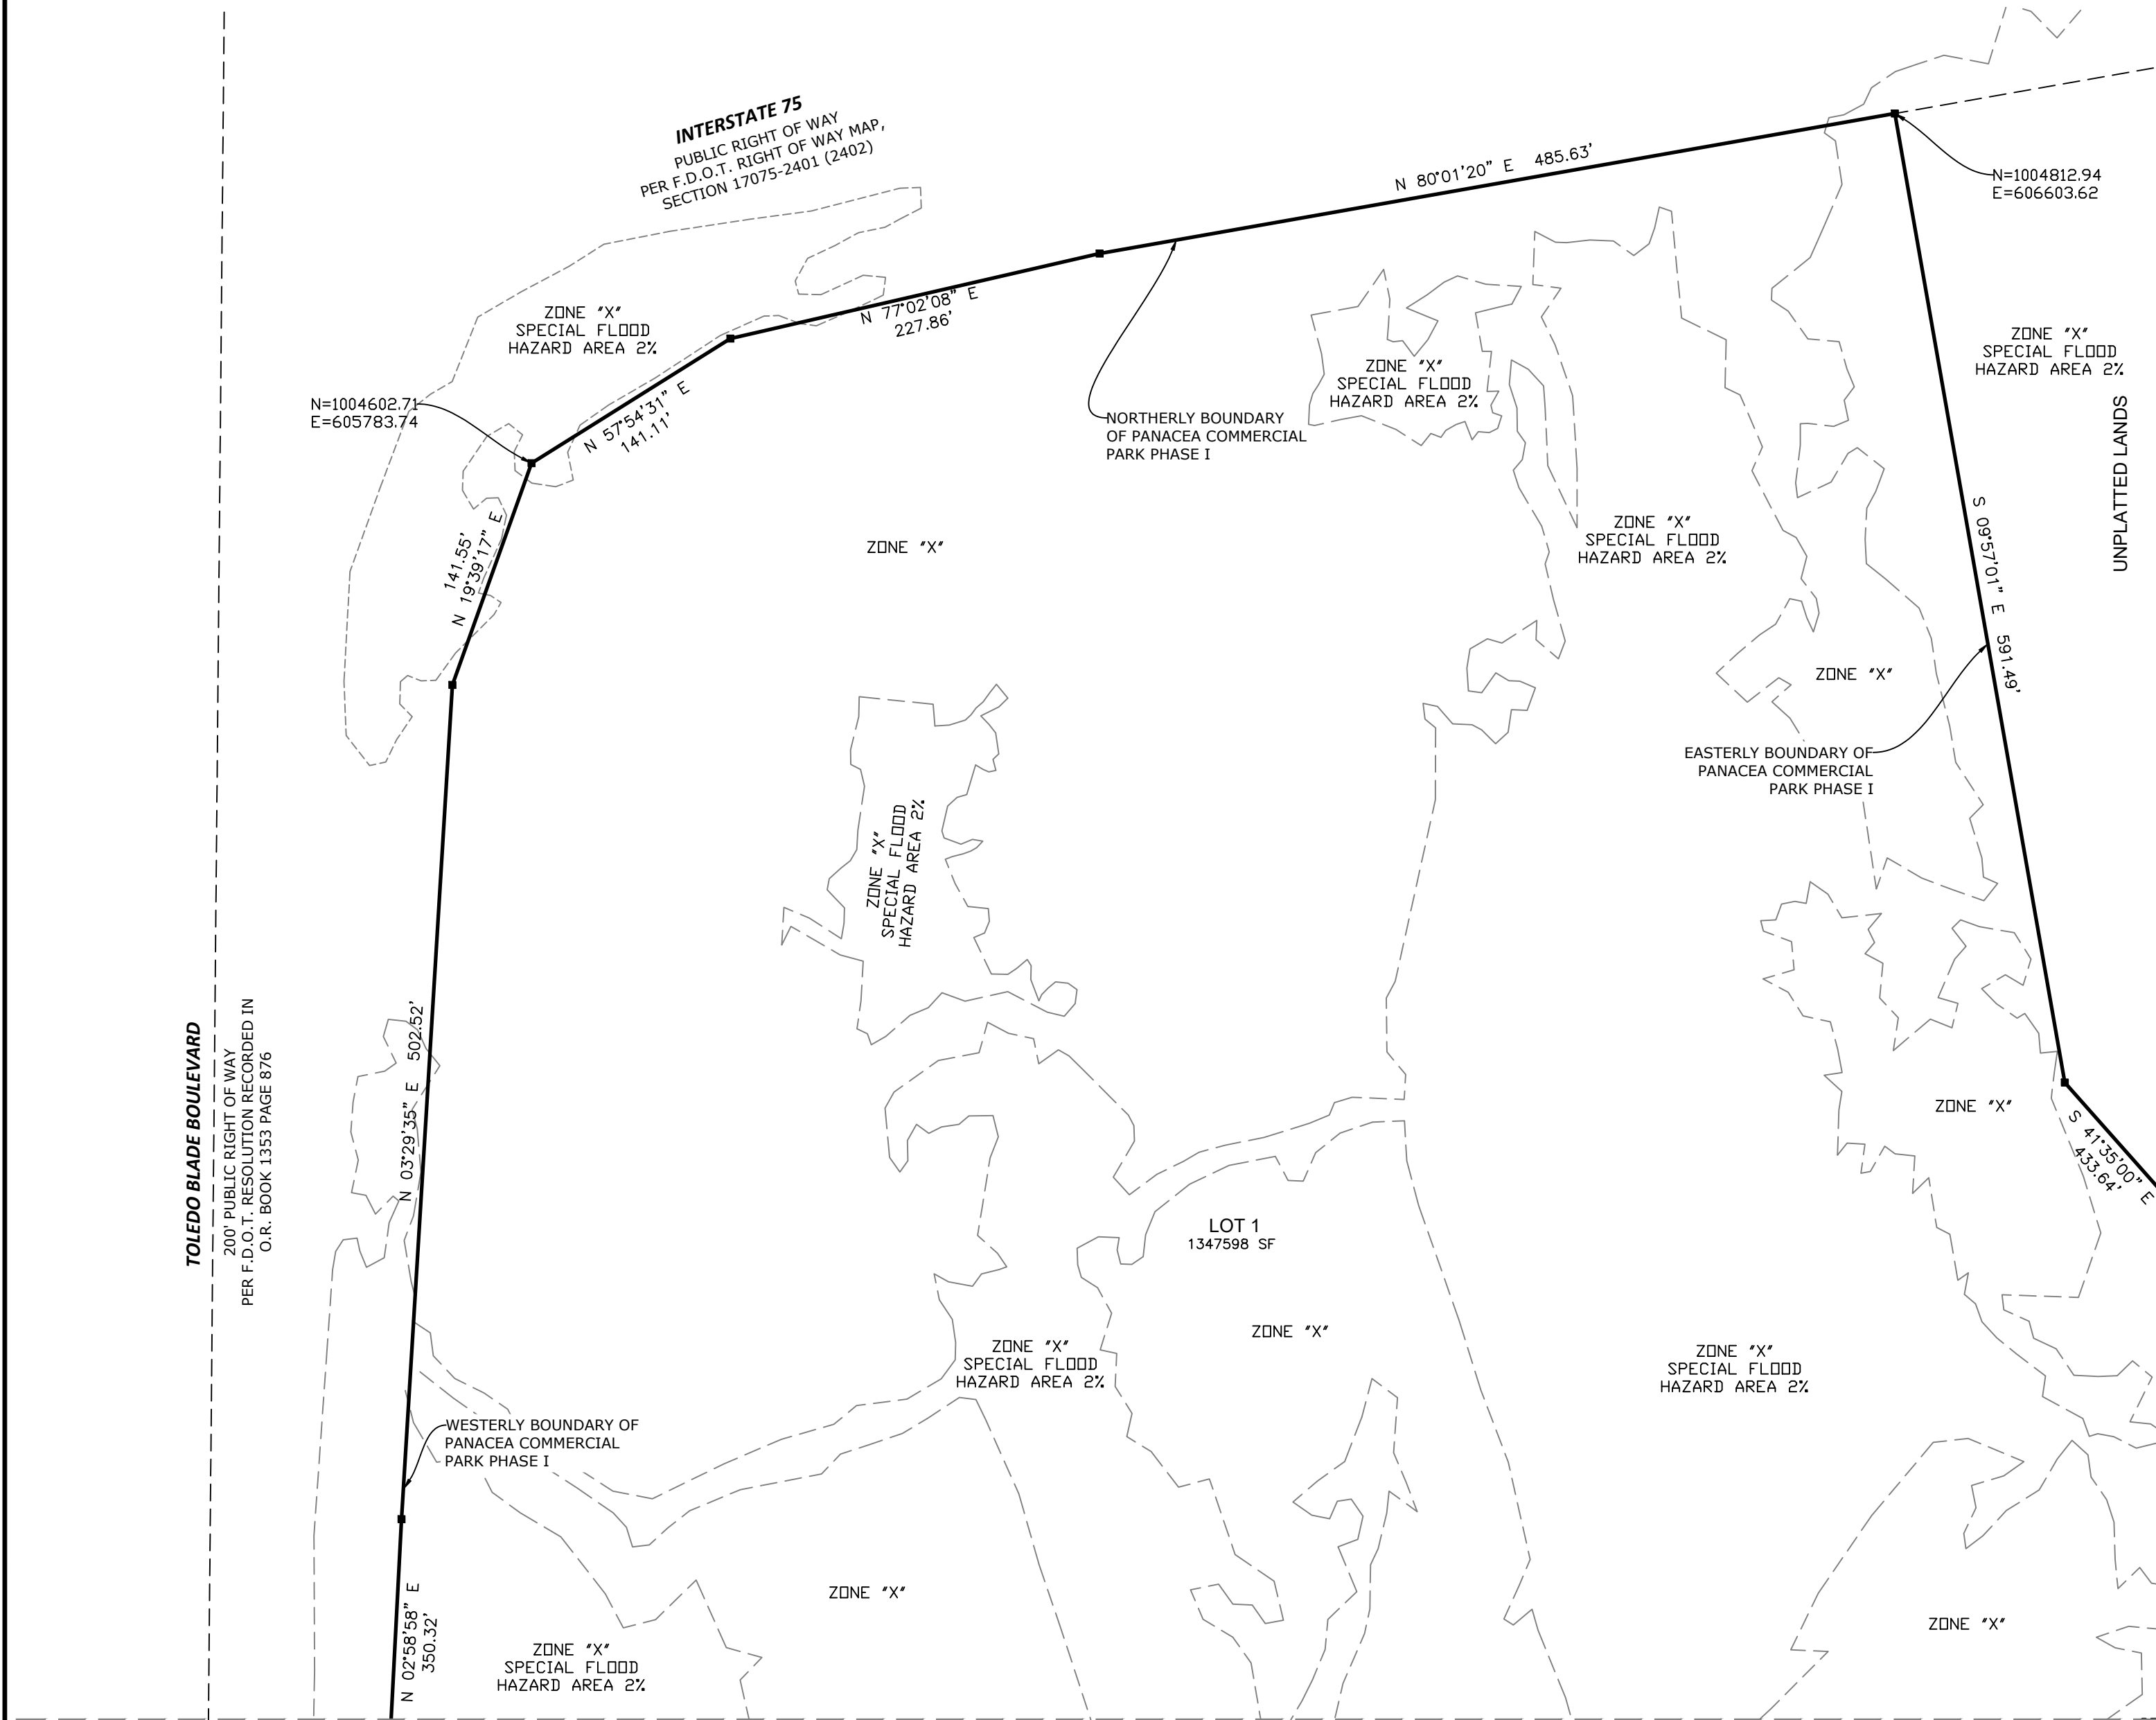 INTERSTATE 75
PUBLIC RIGHT OF WAY
PER F.D.O.T. RIGHT OF WAY MAP,
SECTION 17075-2401 (2402)
N 80°01'20" E 485.63'
N=1004812.94
E=606603.62
N 77°02'08" E
227.86'
ZONE "X"
SPECIAL FLOOD
HAZARD AREA 2%
ZONE "X"
SPECIAL FLOOD
HAZARD AREA 2%
ZONE "X"
SPECIAL FLOOD
HAZARD AREA 2%
UNPLATTED LANDS
N=1004602.71
E=605783.74
N 57°54'31" E
141.11'
NORTHERLY BOUNDARY
OF PANACEA COMMERCIAL
PARK PHASE I
141.55'
N 19°39'17" E
ZONE "X"
ZONE "X"
SPECIAL FLOOD
HAZARD AREA 2%
S 09°57'01" E 591.49'
ZONE "X"
EASTERLY BOUNDARY OF
PANACEA COMMERCIAL
PARK PHASE I
ZONE "X"
SPECIAL FLOOD
HAZARD AREA 2%
TOLEDO BLADE BOULEVARD
200' PUBLIC RIGHT OF WAY
PER F.D.O.T. RESOLUTION RECORDED IN
O.R. BOOK 1353 PAGE 876
N 03°29'35" E 502.52'
ZONE "X"
S 41°35'00" E
433.64'
LOT 1
1347598 SF
ZONE "X"
ZONE "X"
SPECIAL FLOOD
HAZARD AREA 2%
ZONE "X"
SPECIAL FLOOD
HAZARD AREA 2%
WESTERLY BOUNDARY OF
PANACEA COMMERCIAL
PARK PHASE I
ZONE "X"
ZONE "X"
N 02°58'58" E
350.32'
ZONE "X"
SPECIAL FLOOD
HAZARD AREA 2%